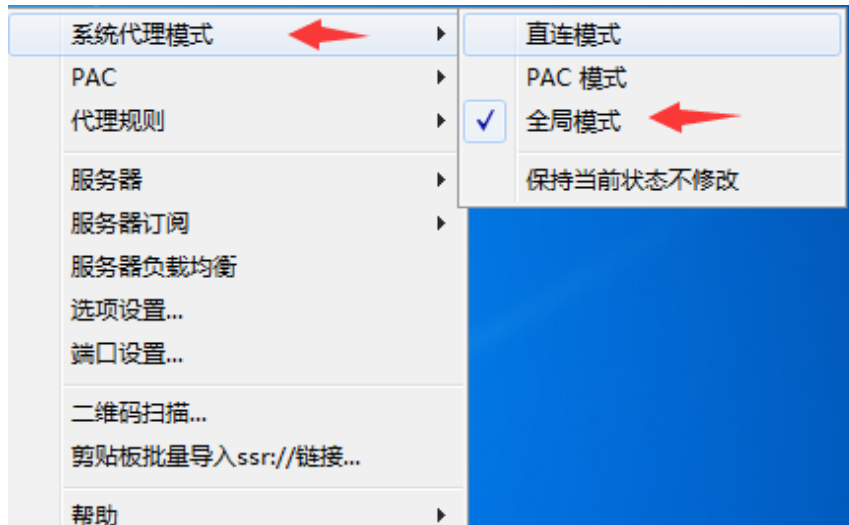 系统代理模式
PAC
代理规则
服务器
服务器订阅
服务器负载均衡
选项设置...
端口设置...
二维码扫描...
剪贴板批量导入ssr://链接...
帮助
直连模式
PAC 模式
全局模式
保持当前状态不修改